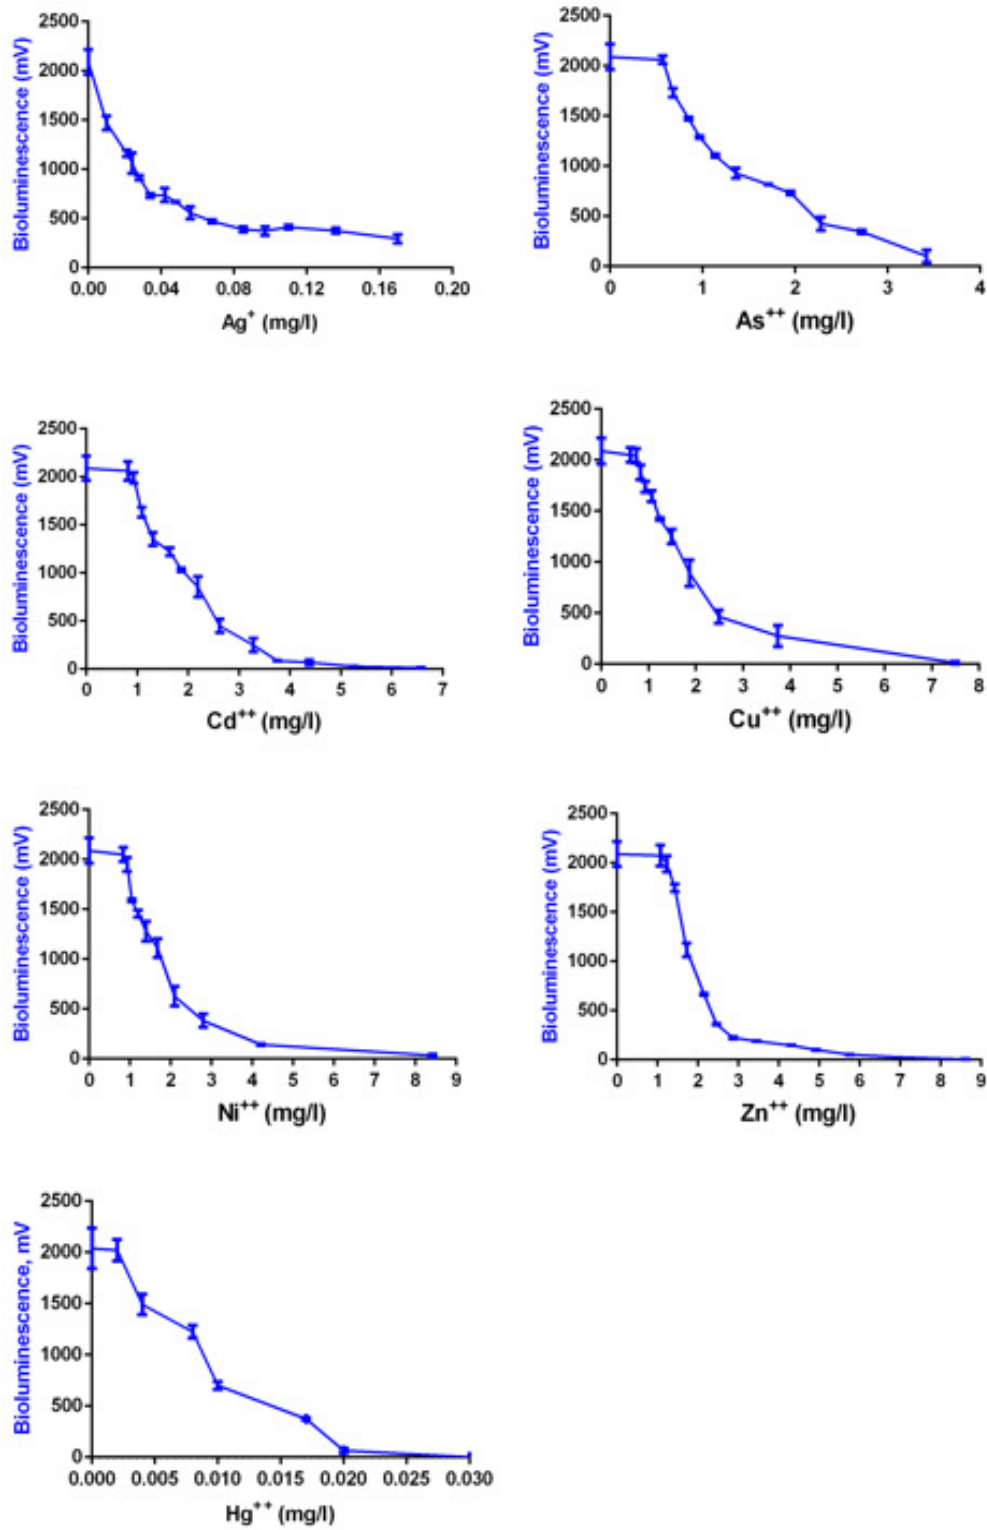 2500
2000
1500
1000
500
0
Bioluminescence (mV)
0.00 0.04 0.08 0.12 0.16 0.20
Ag+ (mg/l)
2500
2000
1500
1000
500
0
Bioluminescence (mV)
0 1 2 3 4
As++ (mg/l)
2500
2000
1500
1000
500
0
Bioluminescence (mV)
0 1 2 3 4 5 6 7
Cd++ (mg/l)
2500
2000
1500
1000
500
0
Bioluminescence (mV)
0 1 2 3 4 5 6 7 8
Cu++ (mg/l)
2500
2000
1500
1000
500
0
Bioluminescence (mV)
0 1 2 3 4 5 6 7 8 9
Ni++ (mg/l)
2500
2000
1500
1000
500
0
Bioluminescence (mV)
0 1 2 3 4 5 6 7 8 9
Zn++ (mg/l)
2500
2000
1500
1000
500
0
Bioluminescence, mV
0.000 0.005 0.010 0.015 0.020 0.025 0.030
Hg++ (mg/l)